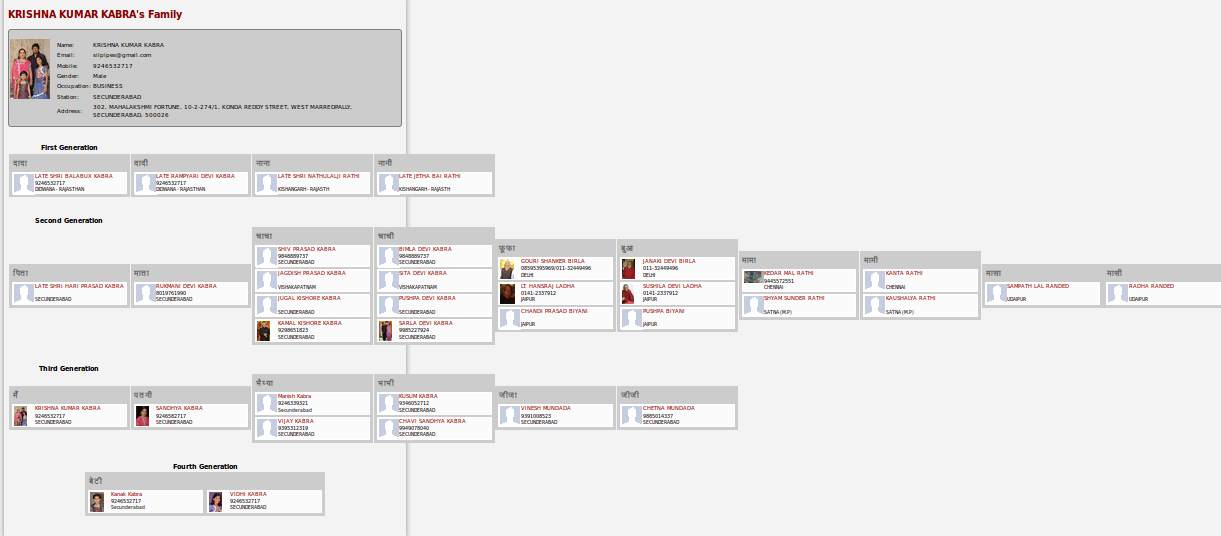 KRISHNA KUMAR KABRA's Family
Name: KRISHNA KUMAR KABRA
Email: silpipes@gmail.com
Mobile: 9246532717
Gender: Male
Occupation: BUSINESS
Station: SECUNDERABAD
Address: 302, MAHALAKSHMI FORTUNE, 10-2-274/1, KONDA REDDY STREET, WEST MARREDPALLY,
SECUNDERABAD, 500026
First Generation
दादा
LATE SHRI BALABUX KABRA
9246532717
DIDWANA - RAJASTHAN
दादी
LATE RAMPYARI DEVI KABRA
9246532717
DIDWANA - RAJASTHAN
नाना
LATE SHRI NATHULALJI RATHI
KISHANGARH - RAJASTH
नानी
LATE JETHA BAI RATHI
KISHANGARH - RAJASTH
Second Generation
पिता
LATE SHRI HARI PRASAD KABRA
SECUNDERABAD
माता
RUKMANI DEVI KABRA
8019761990
SECUNDERABAD
चाचा
SHIV PRASAD KABRA
9848889737
SECUNDERABAD
JAGDISH PRASAD KABRA
VISHAKAPATNAM
JUGAL KISHORE KABRA
SECUNDERABAD
KAMAL KISHORE KABRA
9298651823
SECUNDERABAD
चाची
BIMLA DEVI KABRA
9848889737
SECUNDERABAD
SITA DEVI KABRA
VISHAKAPATNAM
PUSHPA DEVI KABRA
SECUNDERABAD
SARLA DEVI KABRA
9985227924
SECUNDERABAD
फूफा
GOURI SHANKER BIRLA
08595395969/011-32449496
DELHI
LT HANSRAJ LADHA
0141-2337912
JAIPUR
CHANDI PRASAD BIYANI
JAIPUR
बुआ
JANAKI DEVI BIRLA
011-32449496
DELHI
SUSHILA DEVI LADHA
0141-2337912
JAIPUR
PUSHPA BIYANI
JAIPUR
मामा
KEDAR MAL RATHI
9445572551
CHENNAI
SHYAM SUNDER RATHI
SATNA (M.P)
मामी
KANTA RATHI
CHENNAI
KAUSHALYA RATHI
SATNA (M.P)
मासा
SAMPATH LAL RANDED
UDAIPUR
मासी
RADHA RANDED
UDAIPUR
Third Generation
मैं
KRISHNA KUMAR KABRA
9246532717
SECUNDERABAD
पतनी
SANDHYA KABRA
9246582717
SECUNDERABAD
भैय्या
Manish Kabra
9246339321
Secunderabad
VIJAY KABRA
9395312319
SECUNDERABAD
भाभी
KUSUM KABRA
9346052712
SECUNDERABAD
CHAVI SANDHYA KABRA
9949078040
SECUNDERABAD
जीजा
VINESH MUNDADA
9391008523
SECUNDERABAD
जीजी
CHETNA MUNDADA
9885014337
SECUNDERABAD
Fourth Generation
बेटी
Kanak Kabra
9246532717
Secunderabad
VIDHI KABRA
9246532717
SECUNDERABAD